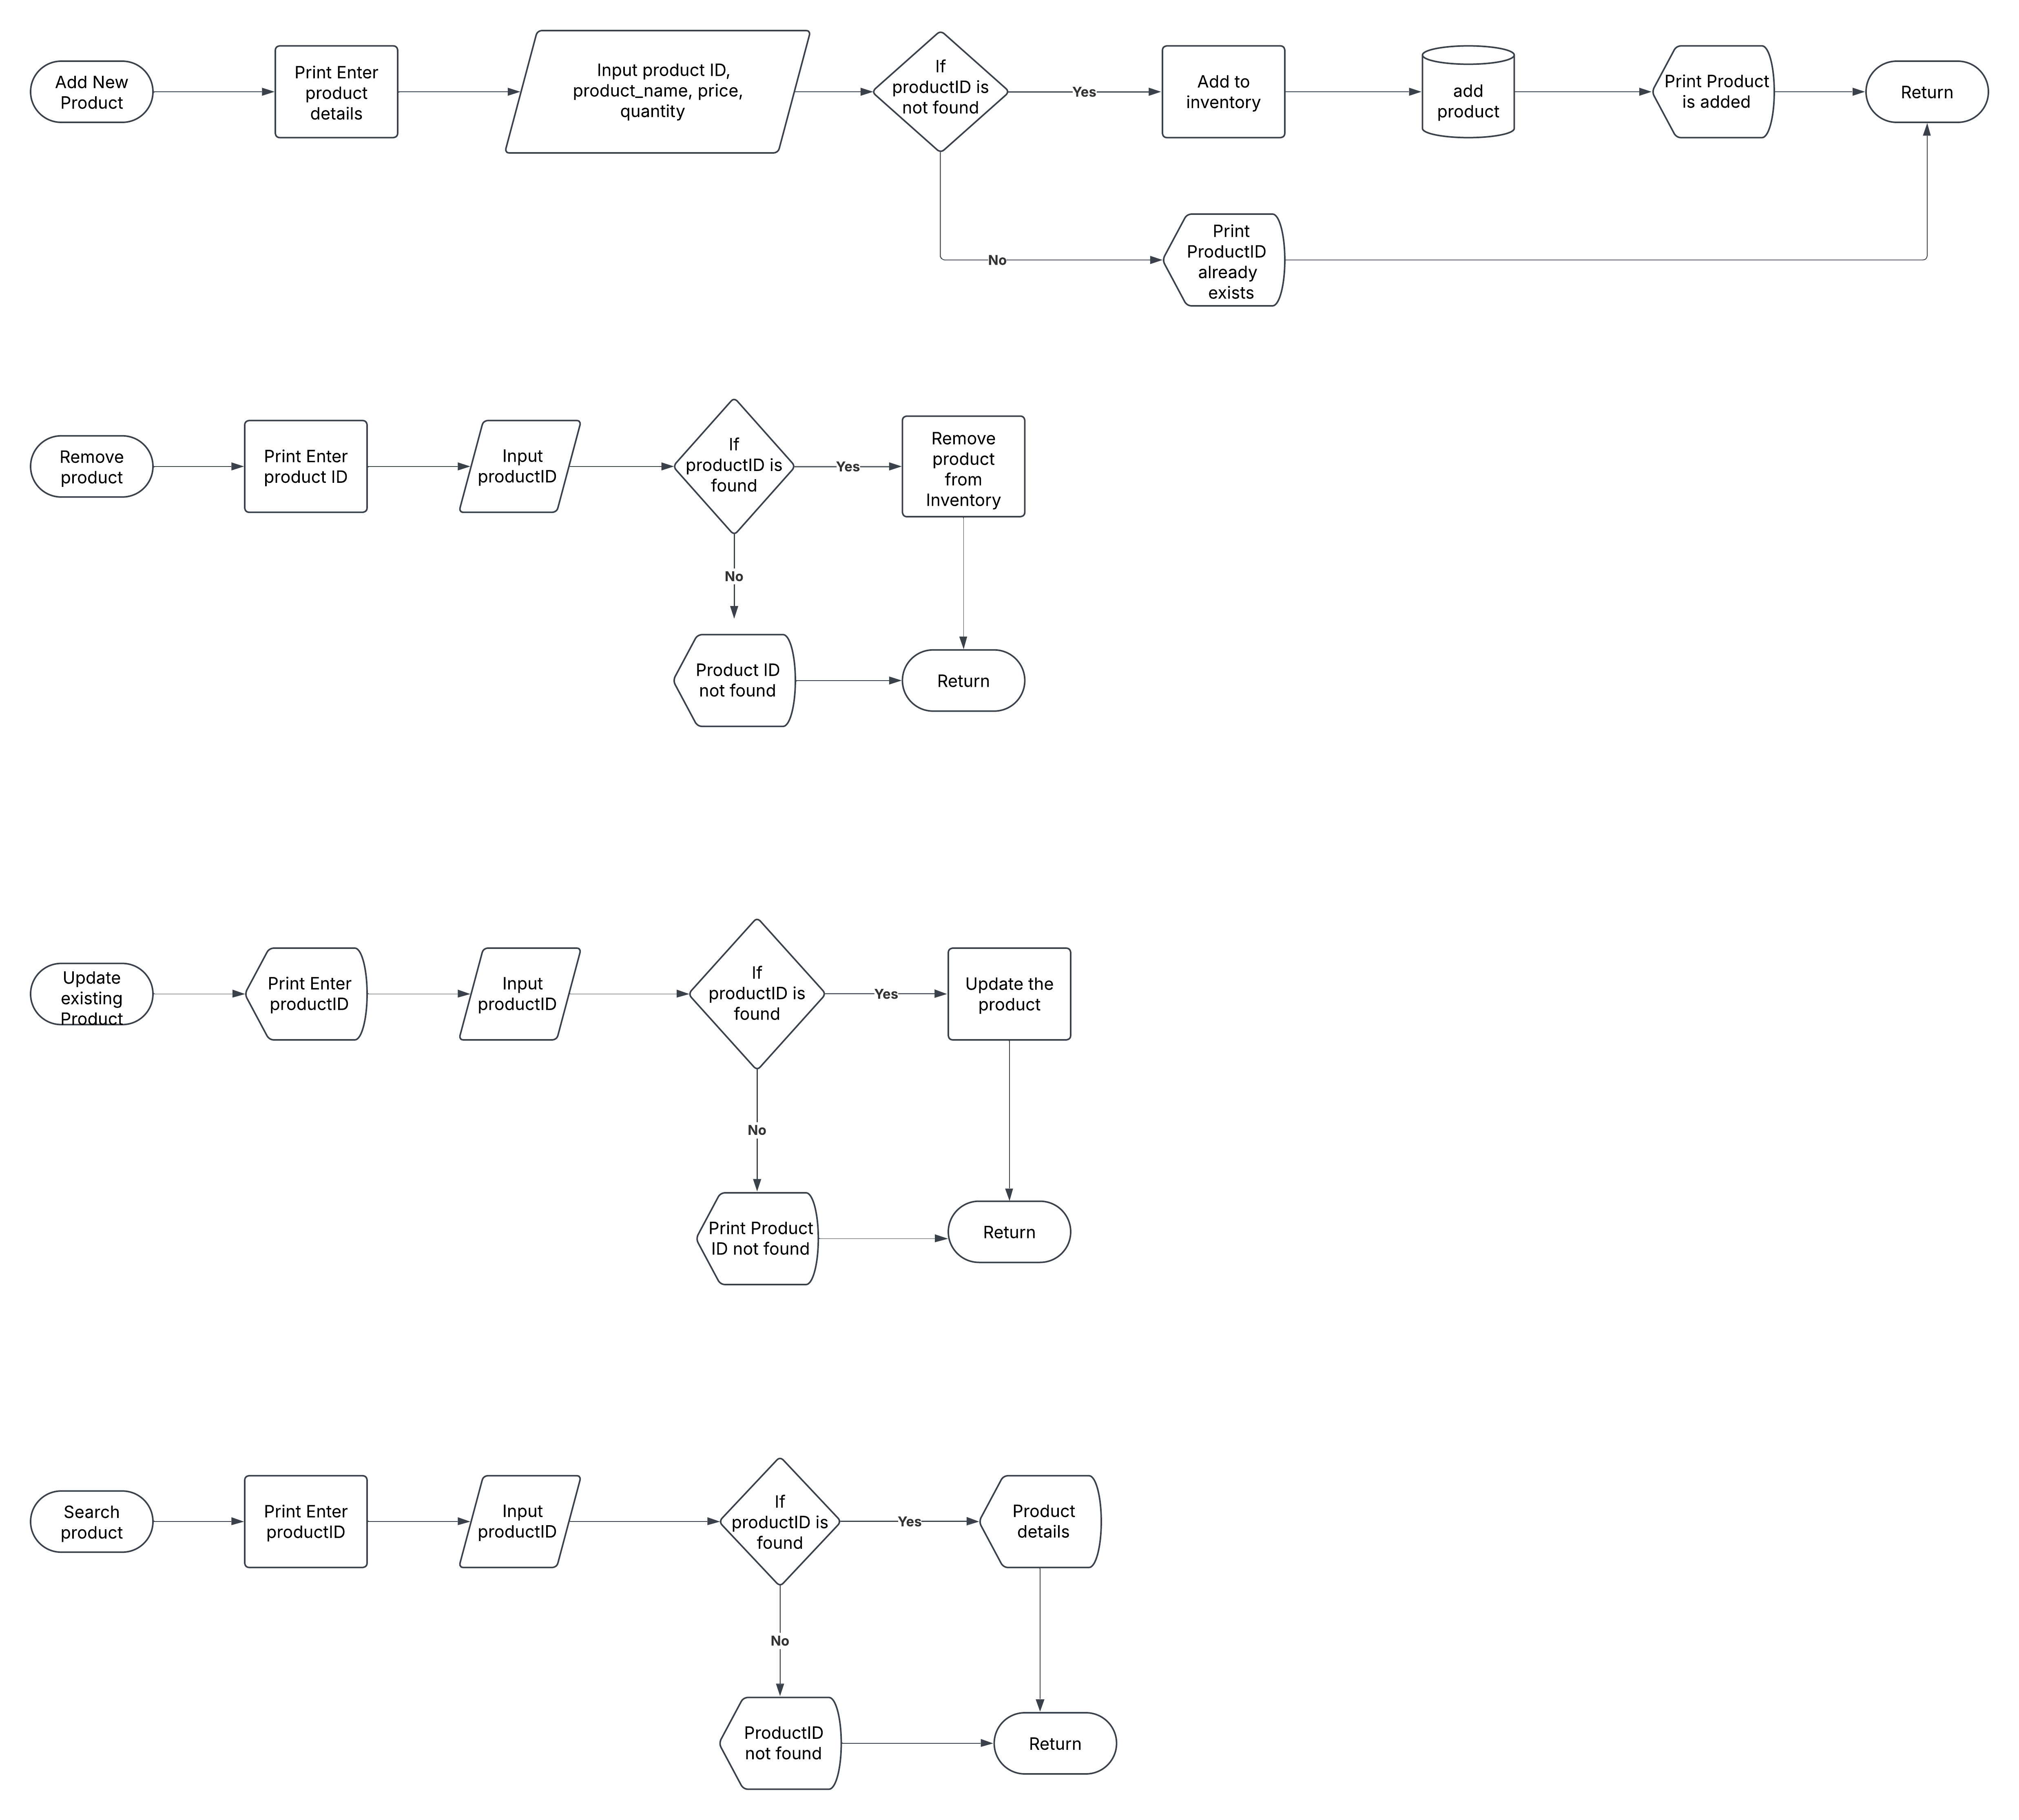 Add New
Product
Print Enter
product
details
Input product ID,
product_name, price,
quantity
If
productID is
not found
Yes
Add to
inventory
add
product
Print Product
is added
Return
No
Print
ProductID
already
exists
Remove
product
Print Enter
product ID
Input
productID
If
productID is
found
Yes
Remove
product
from
Inventory
No
Product ID
not found
Return
Update
existing
Product
Print Enter
productID
Input
productID
If
productID is
found
Yes
Update the
product
No
Print Product
ID not found
Return
Search
product
Print Enter
productID
Input
productID
If
productID is
found
Yes
Product
details
No
ProductID
not found
Return